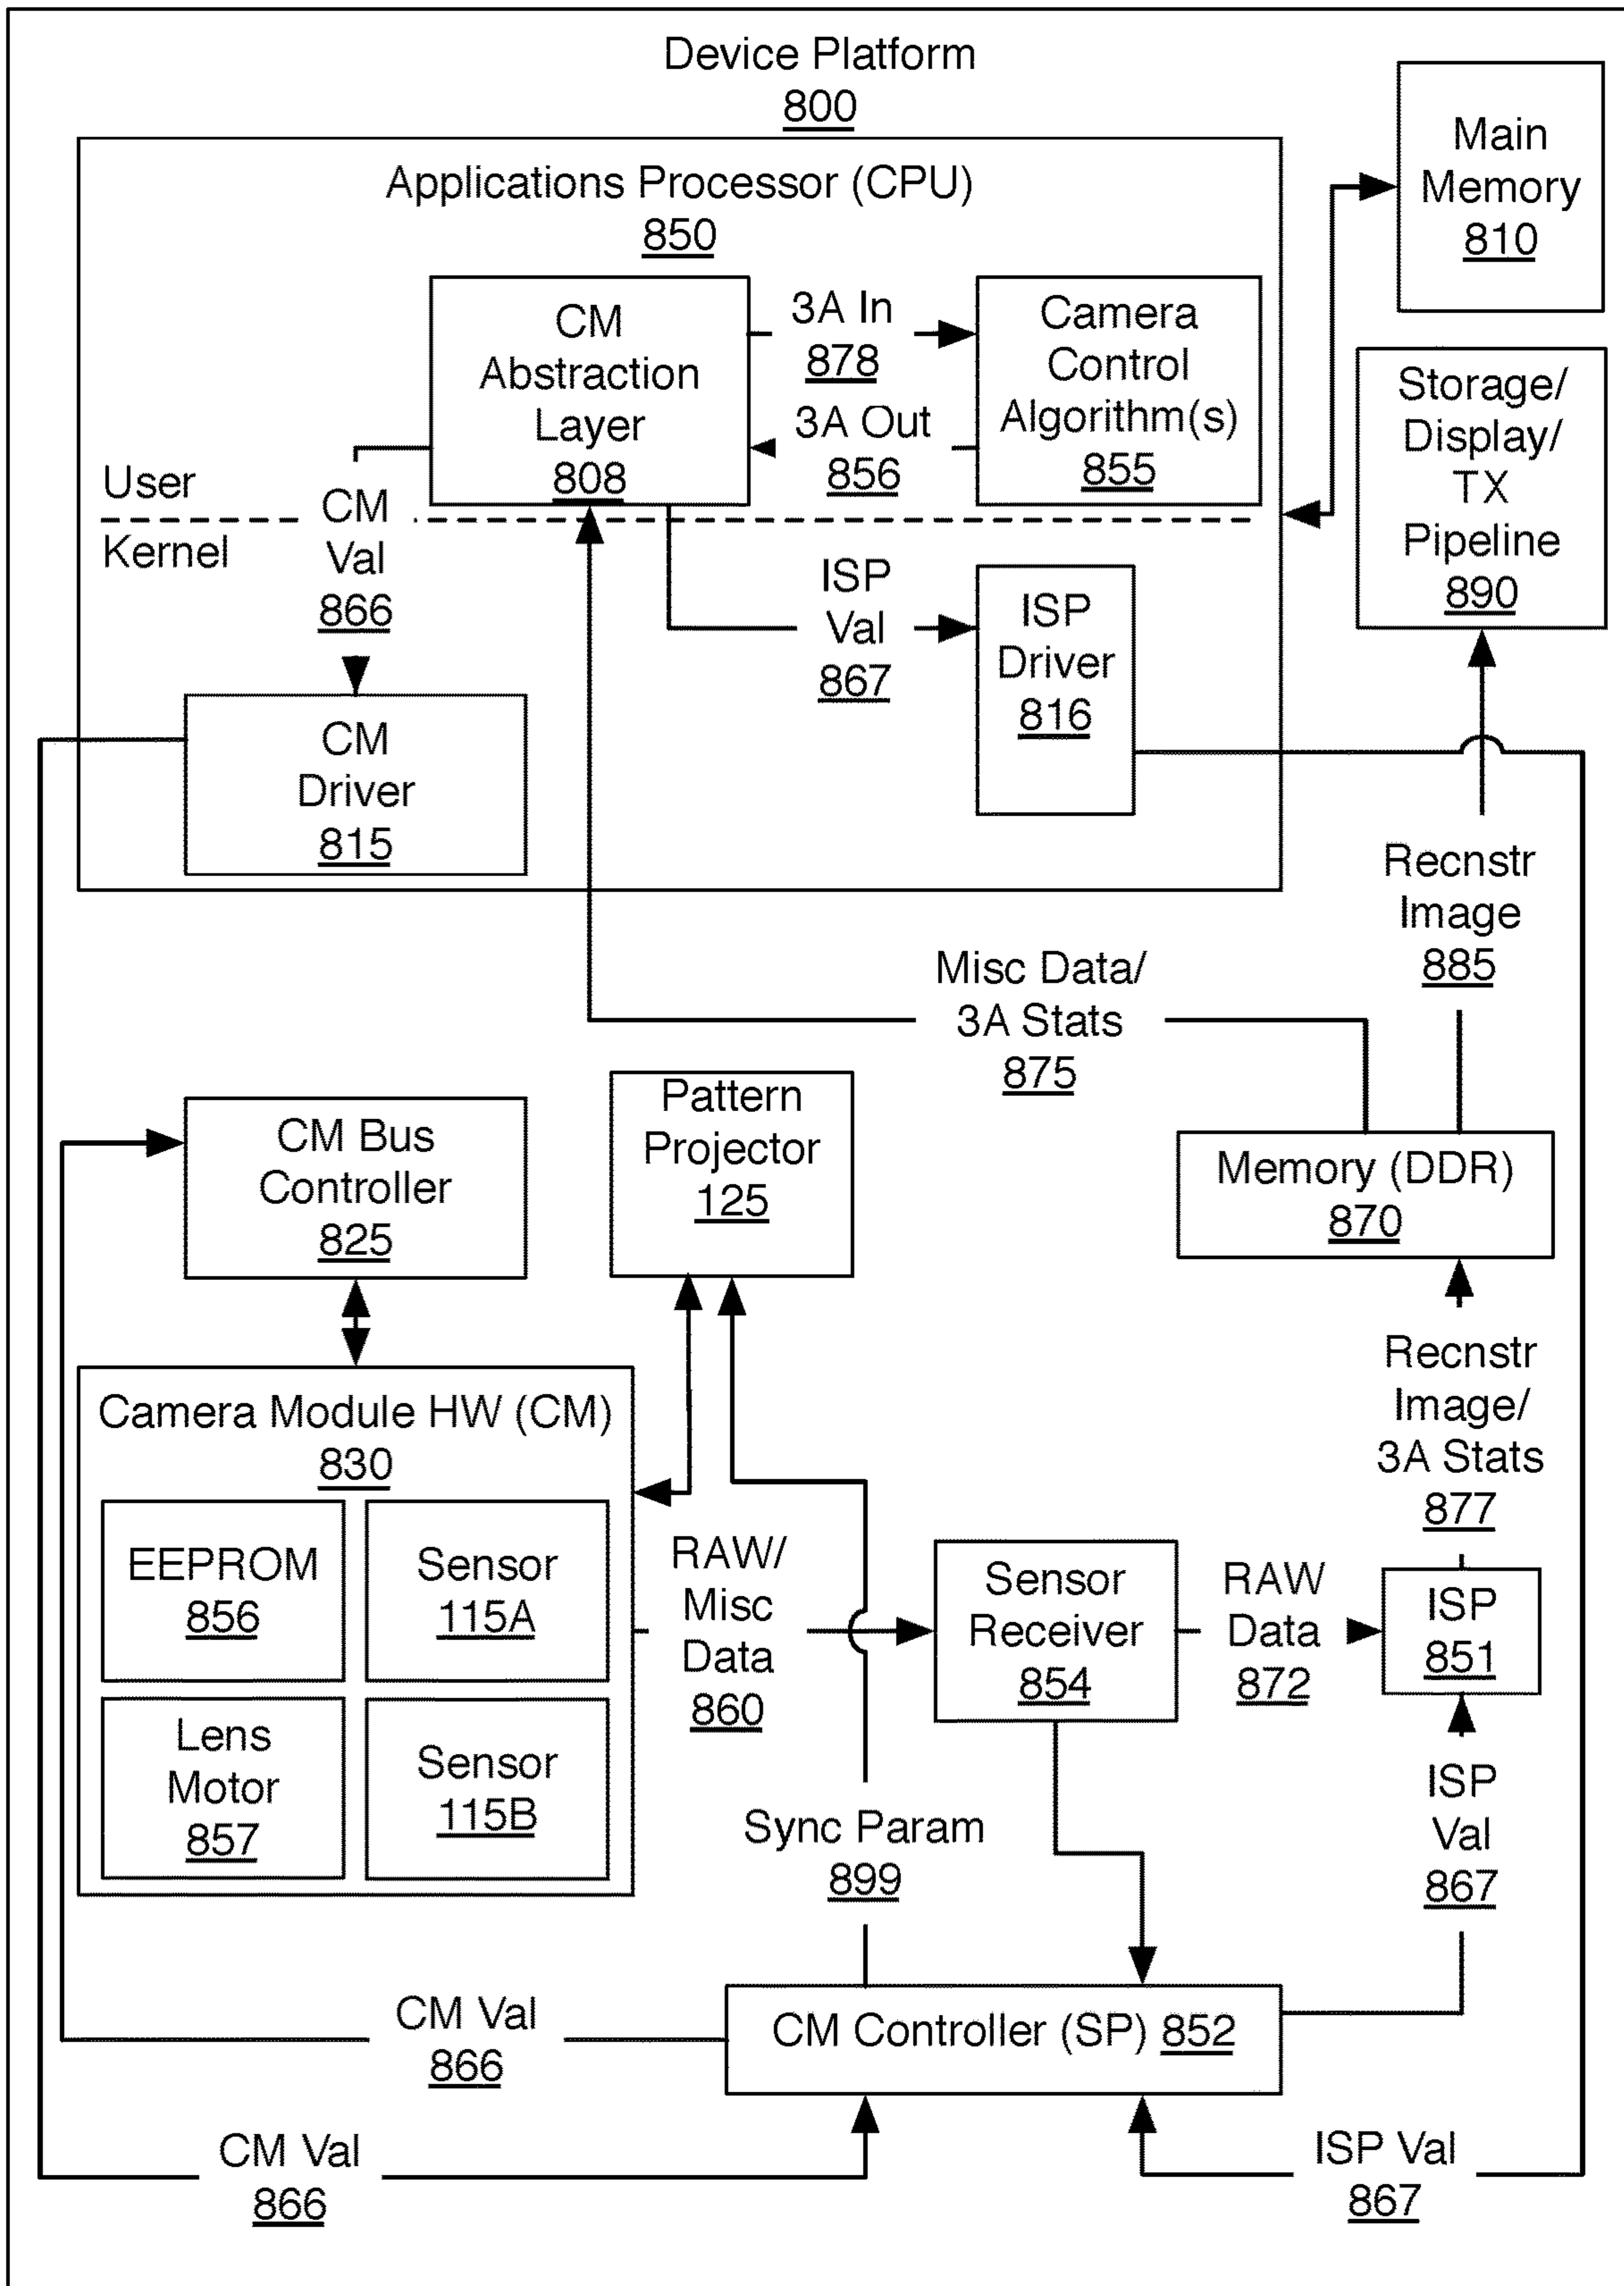 Device Platform
800
Applications Processor (CPU)
850
Main
Memory
810
CM
Abstraction
Layer
808
3A In
878
3A Out
856
Camera
Control
Algorithm(s)
855
Storage/
Display/
TX
Pipeline
890
User
Kernel
CM
Val
866
ISP
Val
867
ISP
Driver
816
CM
Driver
815
Recnstr
Image
885
Misc Data/
3A Stats
875
Pattern
Projector
125
CM Bus
Controller
825
Memory (DDR)
870
Recnstr
Image/
3A Stats
877
Camera Module HW (CM)
830
EEPROM
856
Sensor
115A
Lens
Motor
857
Sensor
115B
RAW/
Misc
Data
860
Sensor
Receiver
854
RAW
Data
872
ISP
851
ISP
Val
867
Sync Param
899
CM Val
866
CM Controller (SP) 852
CM Val
866
ISP Val
867